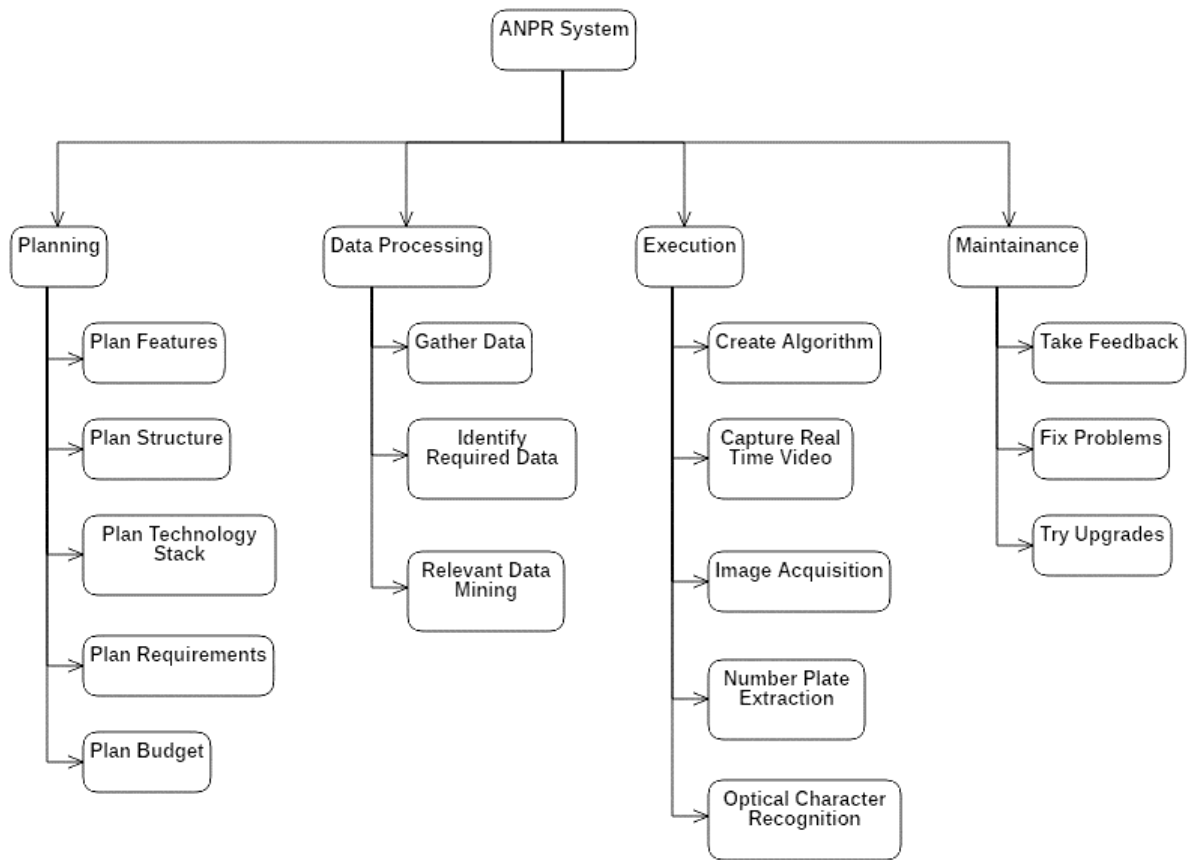 ANPR System
Planning
Data Processing
Execution
Maintainance
Plan Features
Plan Structure
Plan Technology
Stack
Plan Requirements
Plan Budget
Gather Data
Identify
Required Data
Relevant Data
Mining
Create Algorithm
Capture Real
Time Video
Image Acquisition
Number Plate
Extraction
Optical Character
Recognition
Take Feedback
Fix Problems
Try Upgrades